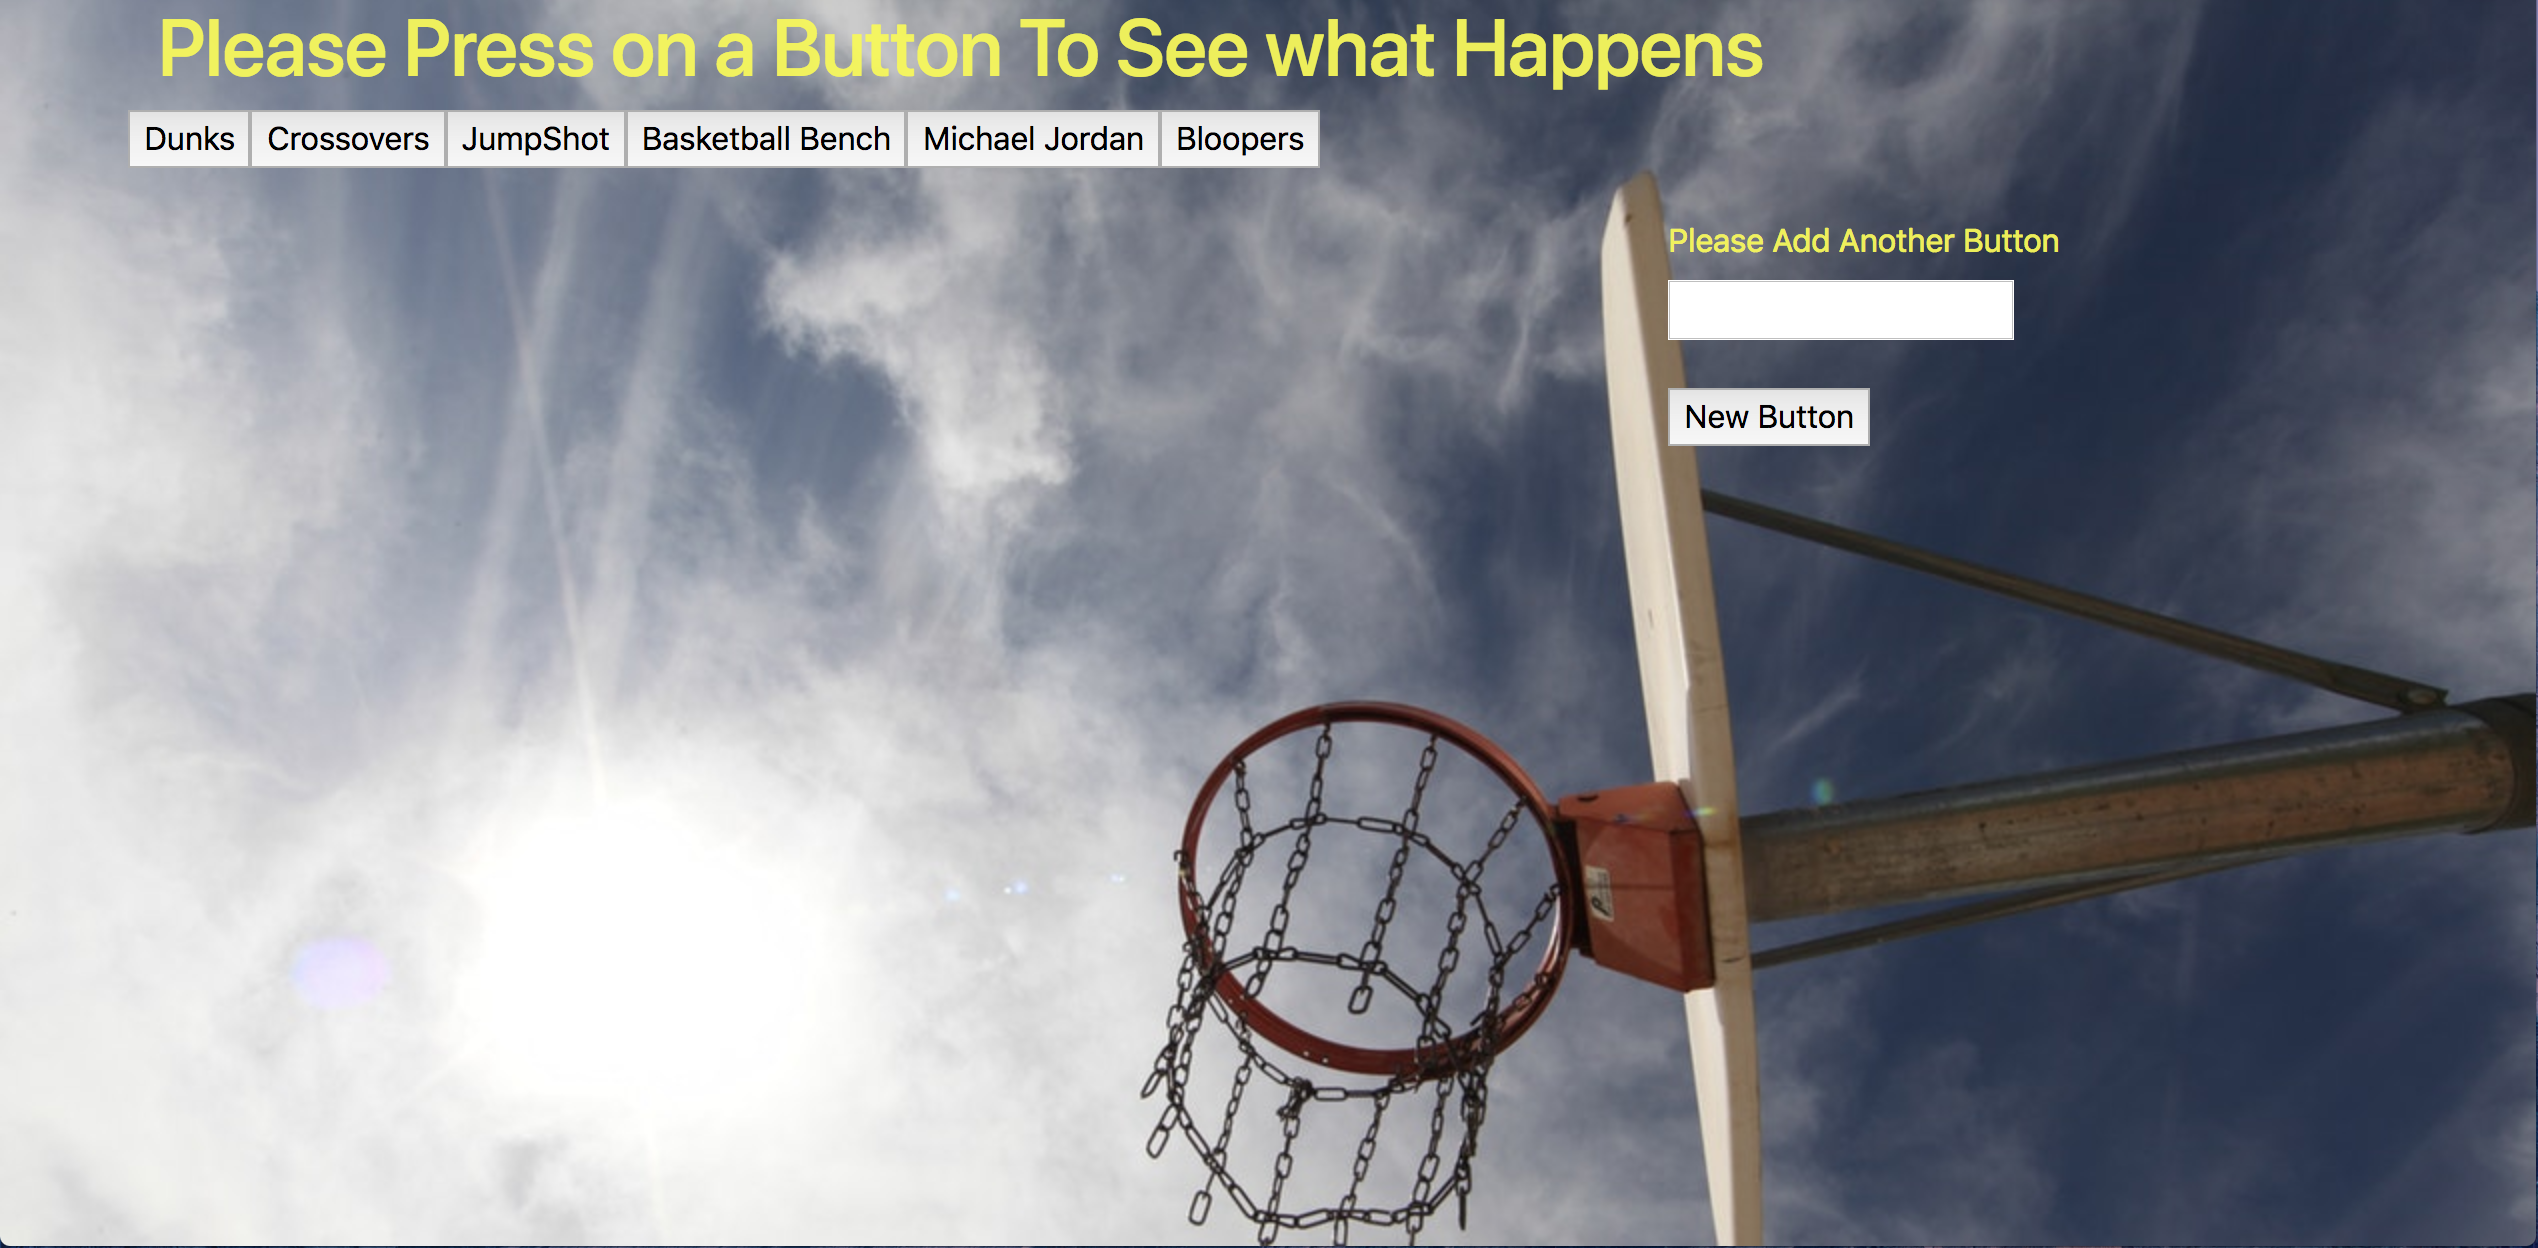 Please Press on a Button To See what Happens
Dunks Crossovers JumpShot Basketball Bench Michael Jordan Bloopers
Please Add Another Button
New Button